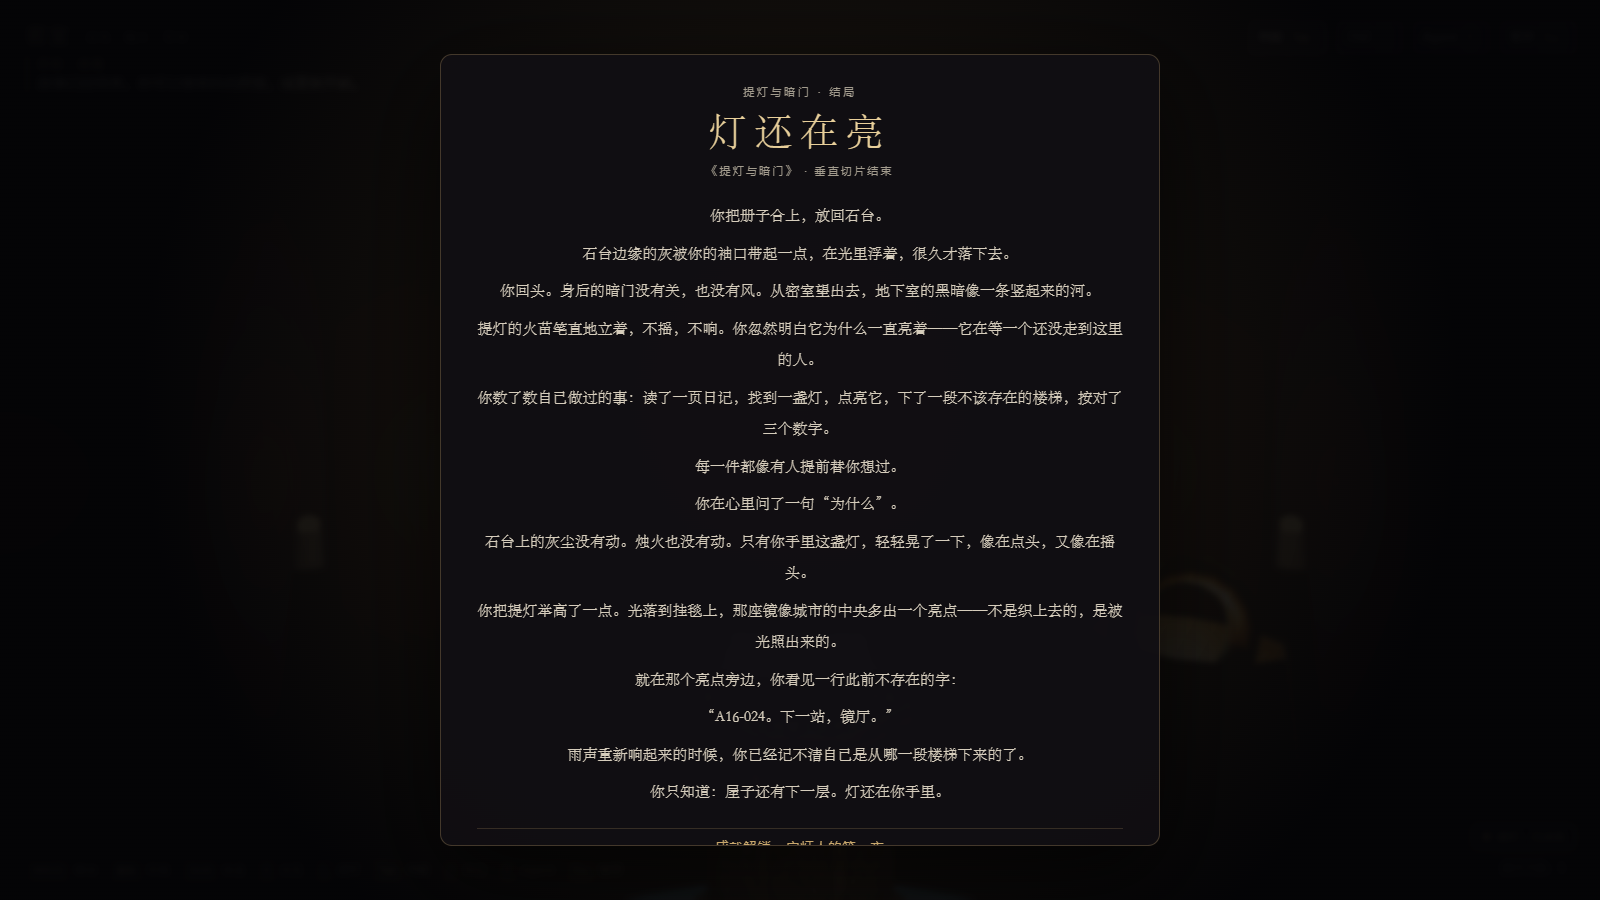 提灯与暗门 · 结局
灯还在亮
《提灯与暗门》 · 垂直切片结束
你把册子合上，放回石台。
石台边缘的灰被你的袖口带起一点，在光里浮着，很久才落下去。
你回头。身后的暗门没有关，也没有风。从密室望出去，地下室的黑暗像一条竖起来的河。
提灯的火苗笔直地立着，不摇，不响。你忽然明白它为什么一直亮着——它在等一个还没走到这里
的人。
你数了数自己做过的事：读了一页日记，找到一盏灯，点亮它，下了一段不该存在的楼梯，按对了
三个数字。
每一件都像有人提前替你想过。
你在心里问了一句“为什么”。
石台上的灰尘没有动。烛火也没有动。只有你手里这盏灯，轻轻晃了一下，像在点头，又像在摇
头。
你把提灯举高了一点。光落到挂毯上，那座镜像城市的中央多出一个亮点——不是织上去的，是被
光照出来的。
就在那个亮点旁边，你看见一行此前不存在的字：
“A16-024。下一站，镜厅。”
雨声重新响起来的时候，你已经记不清自己是从哪一段楼梯下来的了。
你只知道：屋子还有下一层。灯还在你手里。